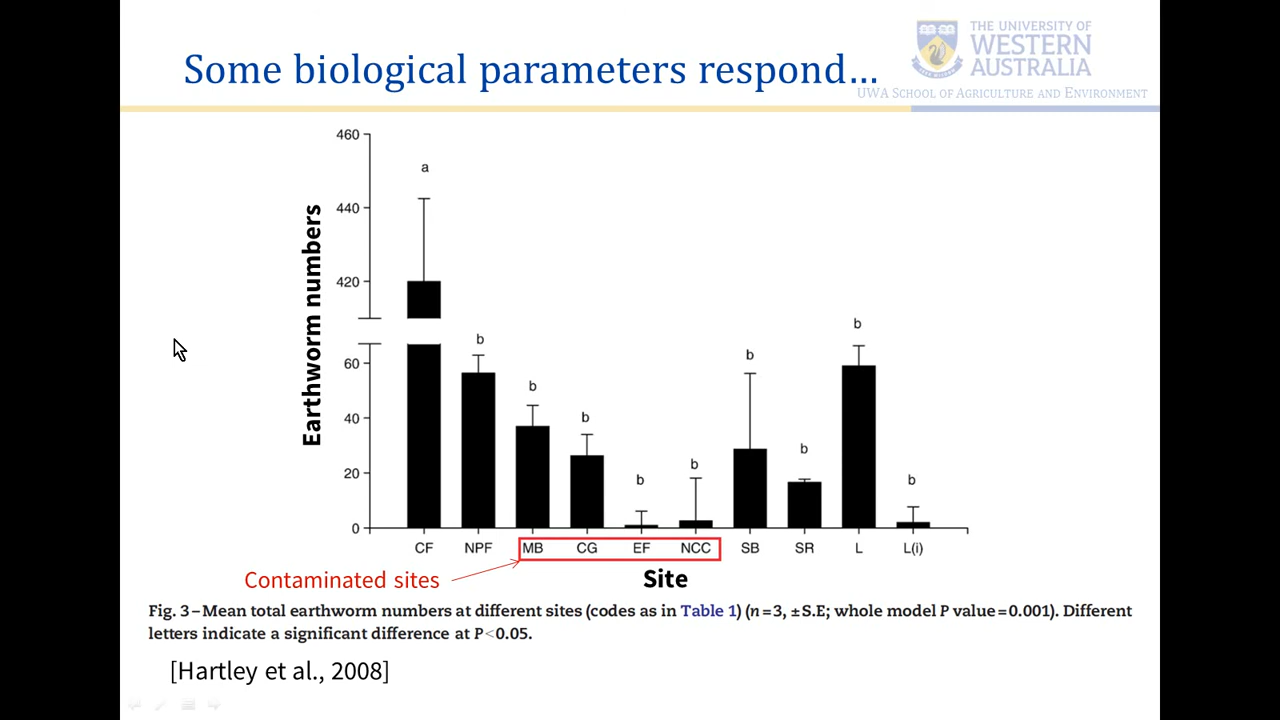 Some biological parameters respond…
THE UNIVERSITY OF
WESTERN
AUSTRALIA
UWA SCHOOL OF AGRICULTURE AND ENVIRONMENT
460
440
420
60
40
20
0
Earthworm numbers
a
b
b
b
b
b
b
b
b
b
CF NPF MB CG EF NCC SB SR L L(i)
Contaminated sites
Site
Fig. 3 – Mean total earthworm numbers at different sites (codes as in Table 1) (n = 3, ±S.E; whole model P value = 0.001). Different
letters indicate a significant difference at P<0.05.
[Hartley et al., 2008]